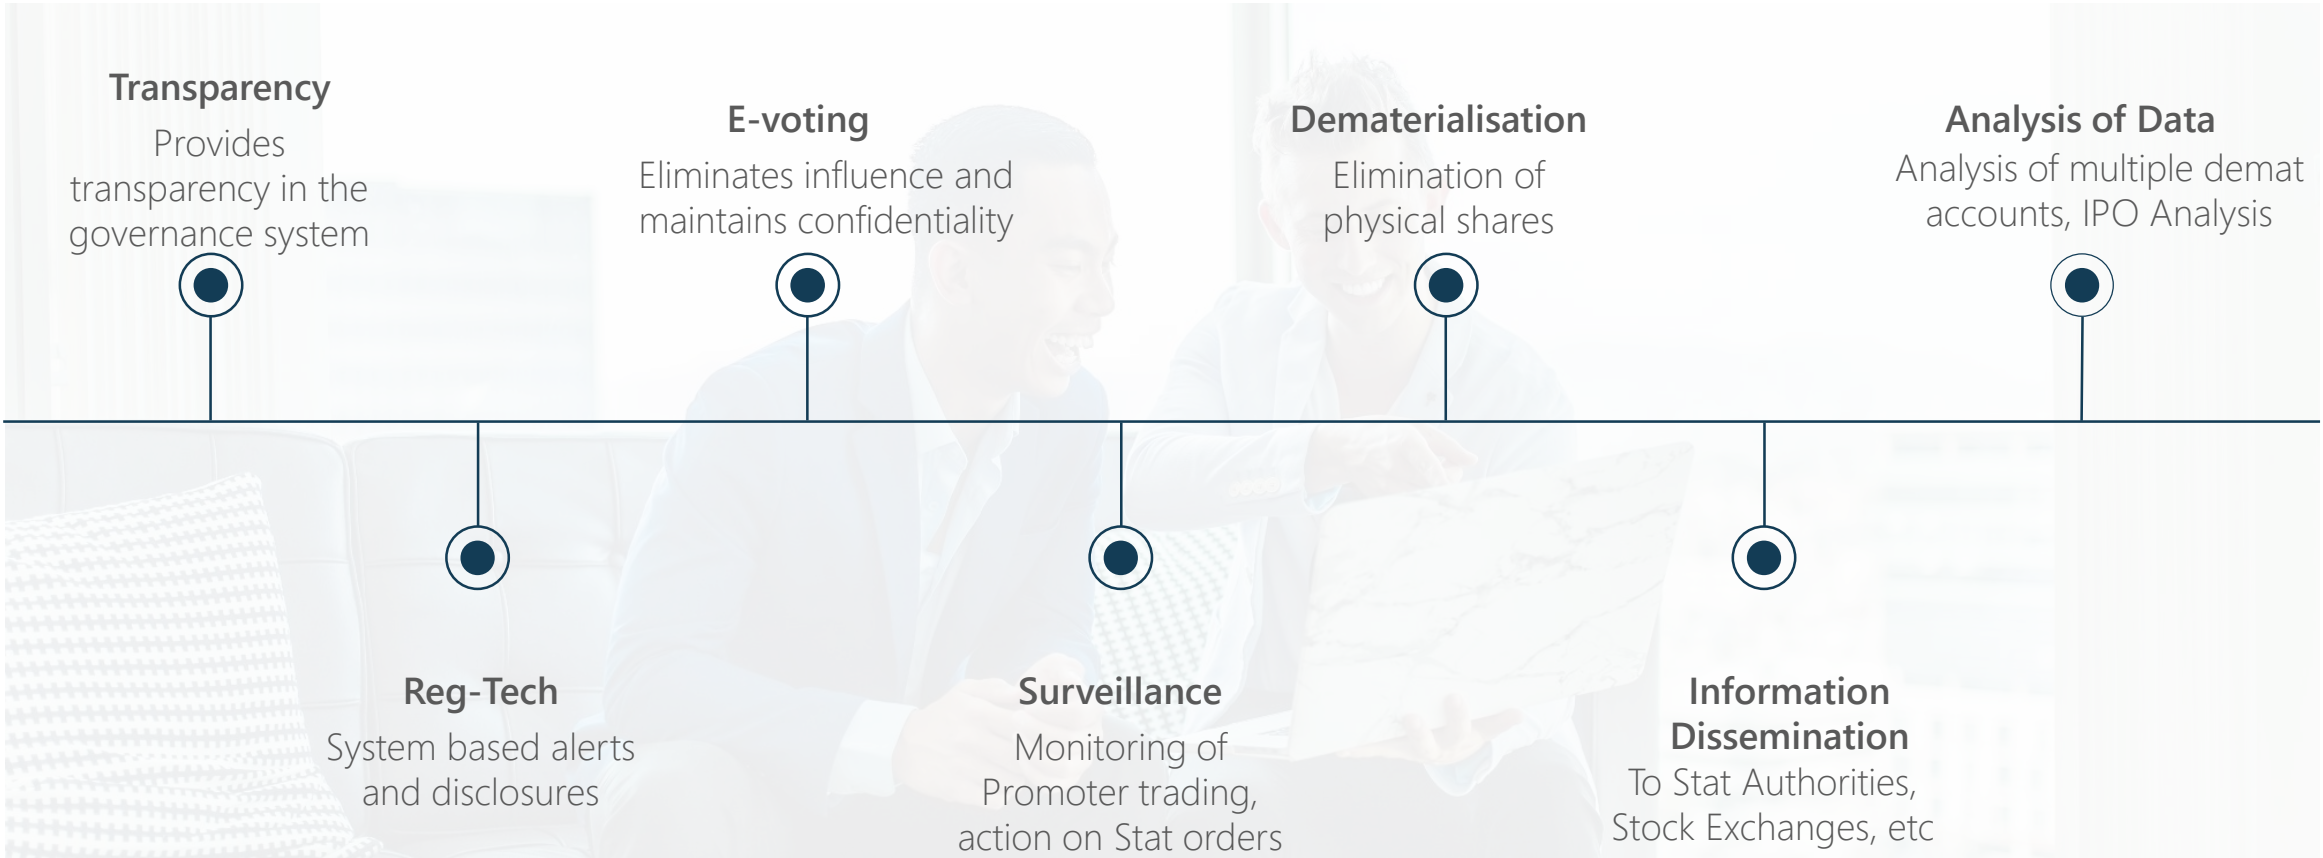 Transparency
Provides
transparency in the
governance system
E-voting
Eliminates influence and
maintains confidentiality
Dematerialisation
Elimination of
physical shares
Analysis of Data
Analysis of multiple demat
accounts, IPO Analysis
Reg-Tech
System based alerts
and disclosures
Surveillance
Monitoring of
Promoter trading,
action on Stat orders
Information
Dissemination
To Stat Authorities,
Stock Exchanges, etc